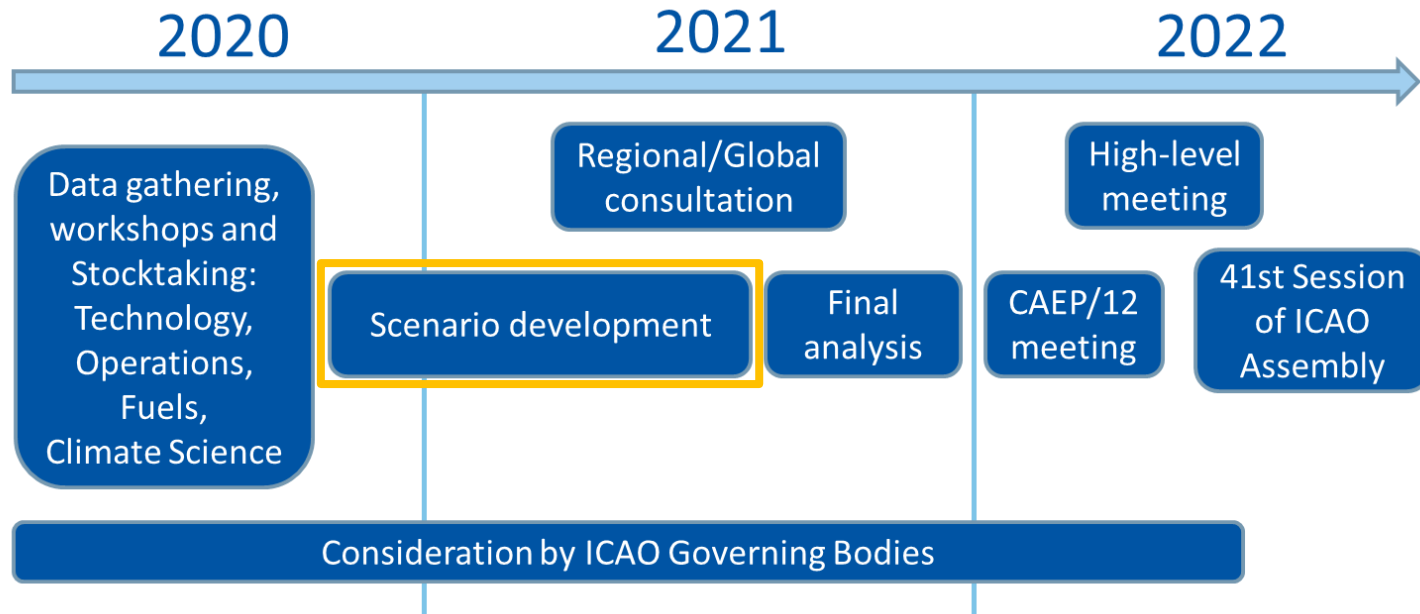 2020
2021
2022
Data gathering,
workshops and
Stocktaking:
Technology,
Operations,
Fuels,
Climate Science
Regional/Global
consultation
High-level
meeting
Scenario development
Final
analysis
CAEP/12
meeting
41st Session
of ICAO
Assembly
Consideration by ICAO Governing Bodies